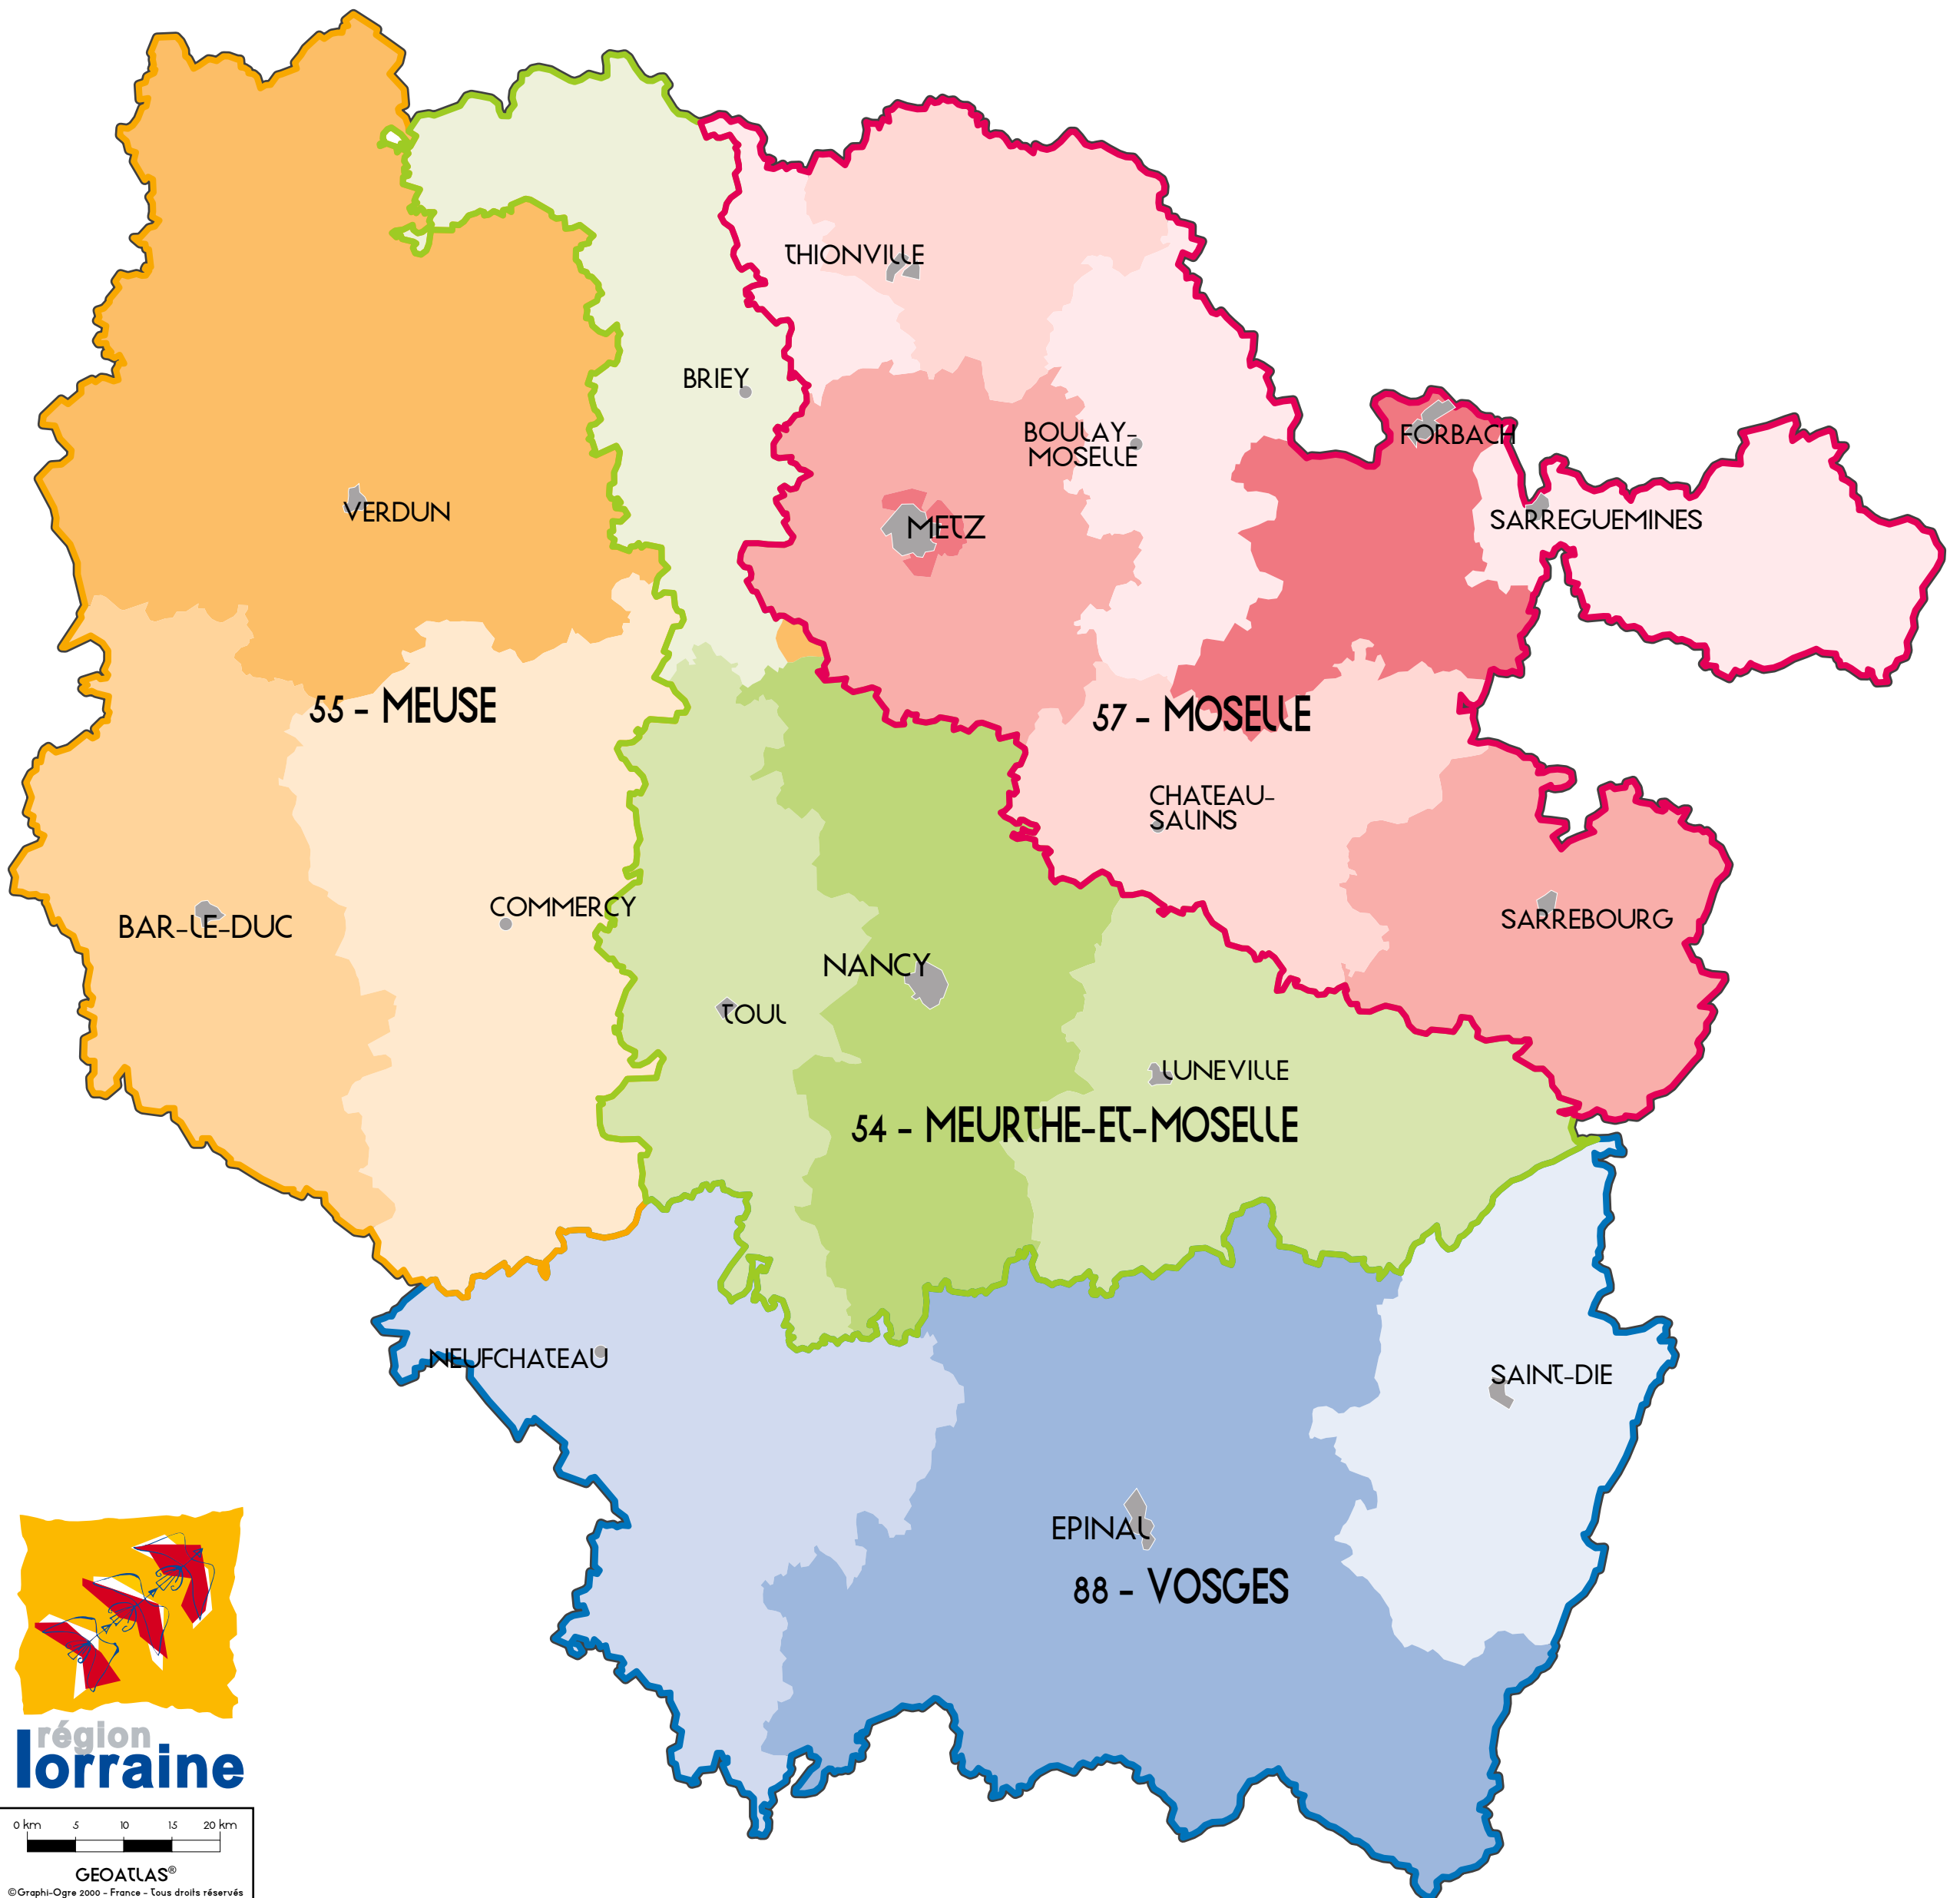 THIONVILLE
BRIEY
BOULAY-
MOSELLE
FORBACH
VERDUN
METZ
SARREGUEMINES
55 - MEUSE
57 - MOSELLE
CHATEAU-
SALINS
BAR-LE-DUC
COMMERCY
SARREBOURG
NANCY
TOUL
LUNEVILLE
54 - MEURTHE-ET-MOSELLE
NEUFCHATEAU
SAINT-DIE
EPINAL
88 - VOSGES
région
lorraine
0 km 5 10 15 20 km
GEOATLAS®
©Graphi-Ogre 2000 - France - Tous droits réservés